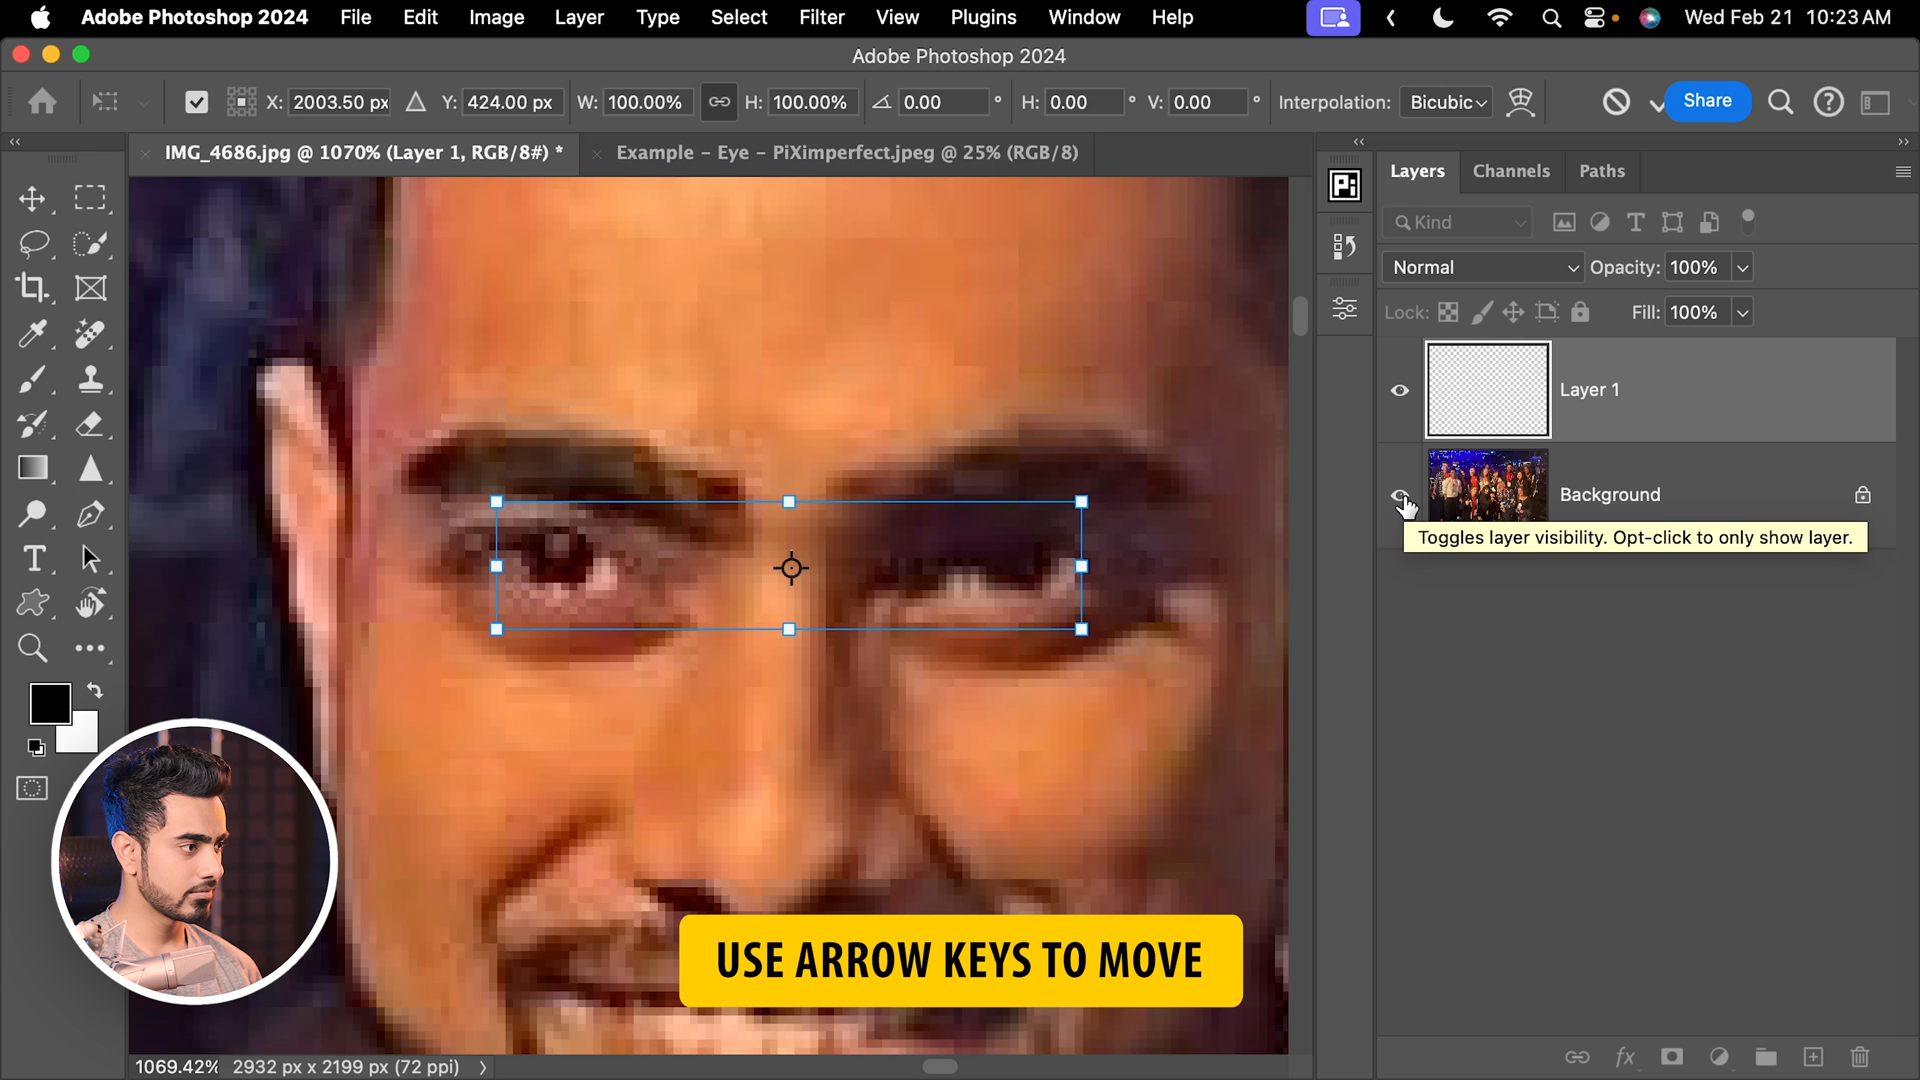 Adobe Photoshop 2024 File Edit Image Layer Type Select Filter View Plugins Window Help Wed Feb 21 10:23 AM
Adobe Photoshop 2024
X: 2003.50 px Y: 424.00 px W: 100.00% H: 100.00% 0.00 ° H: 0.00 ° V: 0.00 ° Interpolation: Bicubic Share
IMG_4686.jpg @ 1070% (Layer 1, RGB/8#) * Example – Eye – PiXimperfect.jpeg @ 25% (RGB/8)
Pi
Layers Channels Paths
Kind
Normal Opacity: 100%
Lock: Fill: 100%
Layer 1
Background
Toggles layer visibility. Opt-click to only show layer.
USE ARROW KEYS TO MOVE
1069.42% 2932 px x 2199 px (72 ppi)